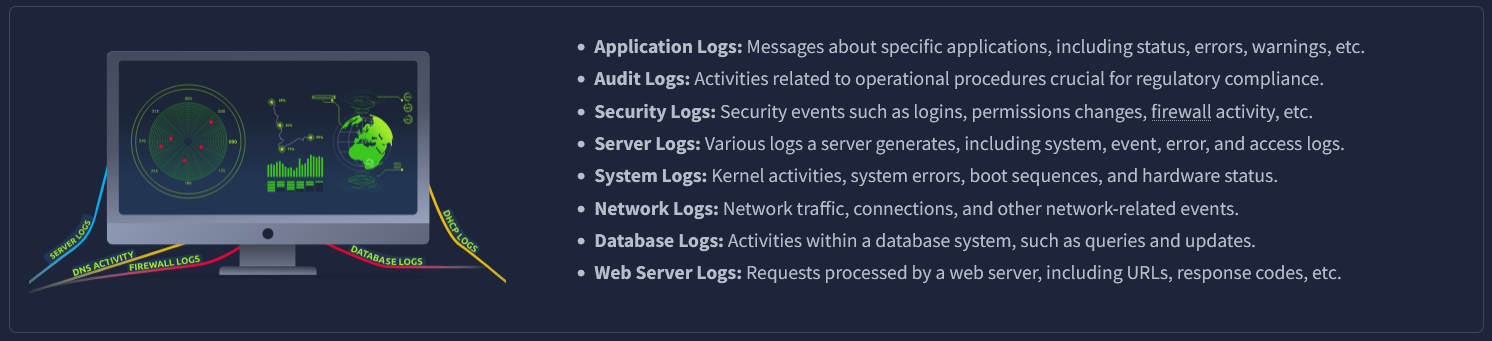 SERVER LOGS
DNS ACTIVITY
FIREWALL LOGS
DATABASE LOGS
DHCP LOGS
• Application Logs: Messages about specific applications, including status, errors, warnings, etc.
• Audit Logs: Activities related to operational procedures crucial for regulatory compliance.
• Security Logs: Security events such as logins, permissions changes, firewall activity, etc.
• Server Logs: Various logs a server generates, including system, event, error, and access logs.
• System Logs: Kernel activities, system errors, boot sequences, and hardware status.
• Network Logs: Network traffic, connections, and other network-related events.
• Database Logs: Activities within a database system, such as queries and updates.
• Web Server Logs: Requests processed by a web server, including URLs, response codes, etc.